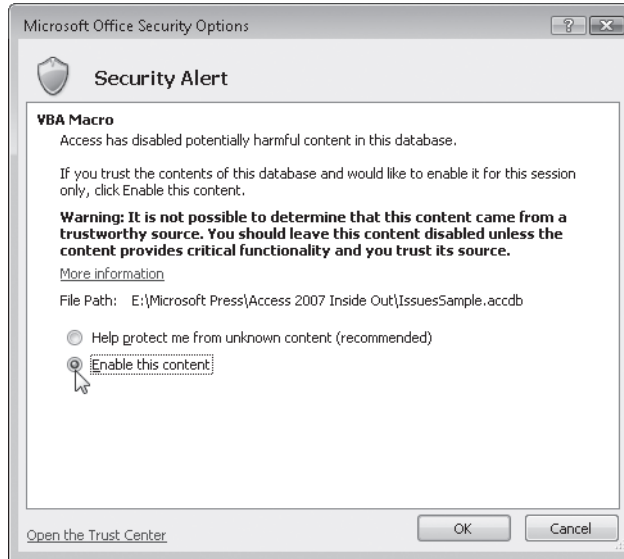 Microsoft Office Security Options
Security Alert
VBA Macro
Access has disabled potentially harmful content in this database.
If you trust the contents of this database and would like to enable it for this session
only, click Enable this content.
Warning: It is not possible to determine that this content came from a
trustworthy source. You should leave this content disabled unless the
content provides critical functionality and you trust its source.
More information
File Path: E:\Microsoft Press\Access 2007 Inside Out\IssuesSample.accdb
Help protect me from unknown content (recommended)
Enable this content
Open the Trust Center
OK
Cancel